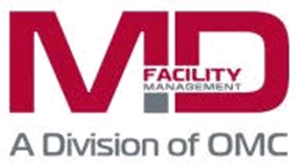 MD
FACILITY
MANAGEMENT
A Division of OMC